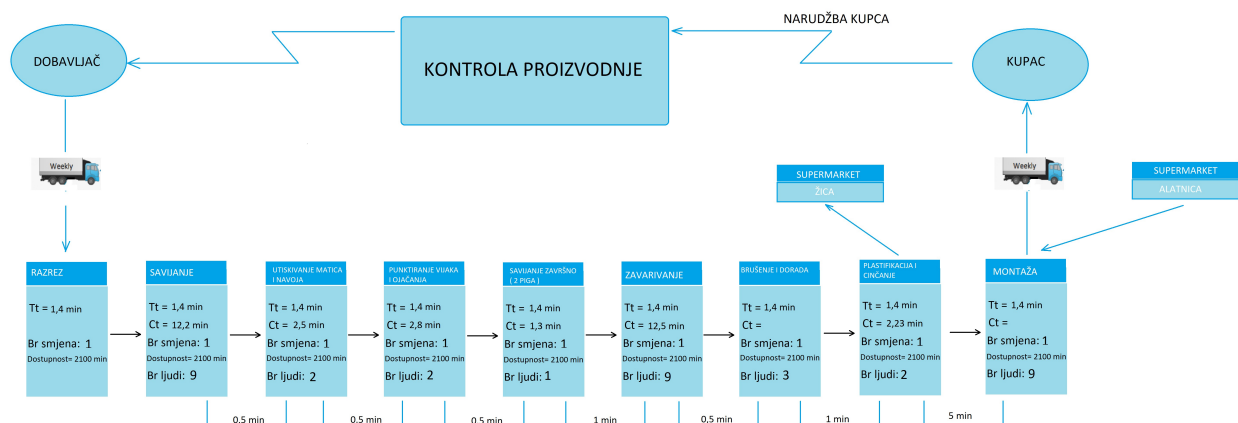 NARUDŽBA KUPCA
DOBAVLJAČ
KONTROLA PROIZVODNJE
KUPAC
Weekly
Weekly
SUPERMARKET
ŽICA
SUPERMARKET
ALATNICA
RAZREZ
Tt = 1,4 min
Br smjena: 1
Dostupnost= 2100 min
SAVIJANJE
Tt = 1,4 min
Ct = 12,2 min
Br smjena: 1
Dostupnost= 2100 min
Br ljudi: 9
UTISKIVANJE MATICA
I NAVOJA
Tt = 1,4 min
Ct = 2,5 min
Br smjena: 1
Dostupnost= 2100 min
Br ljudi: 2
PUNKTIRANJE VIJAKA
I OJAČANJA
Tt = 1,4 min
Ct = 2,8 min
Br smjena: 1
Dostupnost= 2100 min
Br ljudi: 2
SAVIJANJE ZAVRŠNO
( 2 PIGA )
Tt = 1,4 min
Ct = 1,3 min
Br smjena: 1
Dostupnost= 2100 min
Br ljudi: 1
ZAVARIVANJE
Tt = 1,4 min
Ct = 12,5 min
Br smjena: 1
Dostupnost= 2100 min
Br ljudi: 9
BRUŠENJE I DORADA
Tt = 1,4 min
Ct =
Br smjena: 1
Dostupnost= 2100 min
Br ljudi: 3
PLASTIFIKACIJA I
CINČANJE
Tt = 1,4 min
Ct = 2,23 min
Br smjena: 1
Dostupnost= 2100 min
Br ljudi: 2
MONTAŽA
Tt = 1,4 min
Ct =
Br smjena: 1
Dostupnost= 2100 min
Br ljudi: 9
0,5 min
0,5 min
0,5 min
1 min
0,5 min
1 min
5 min